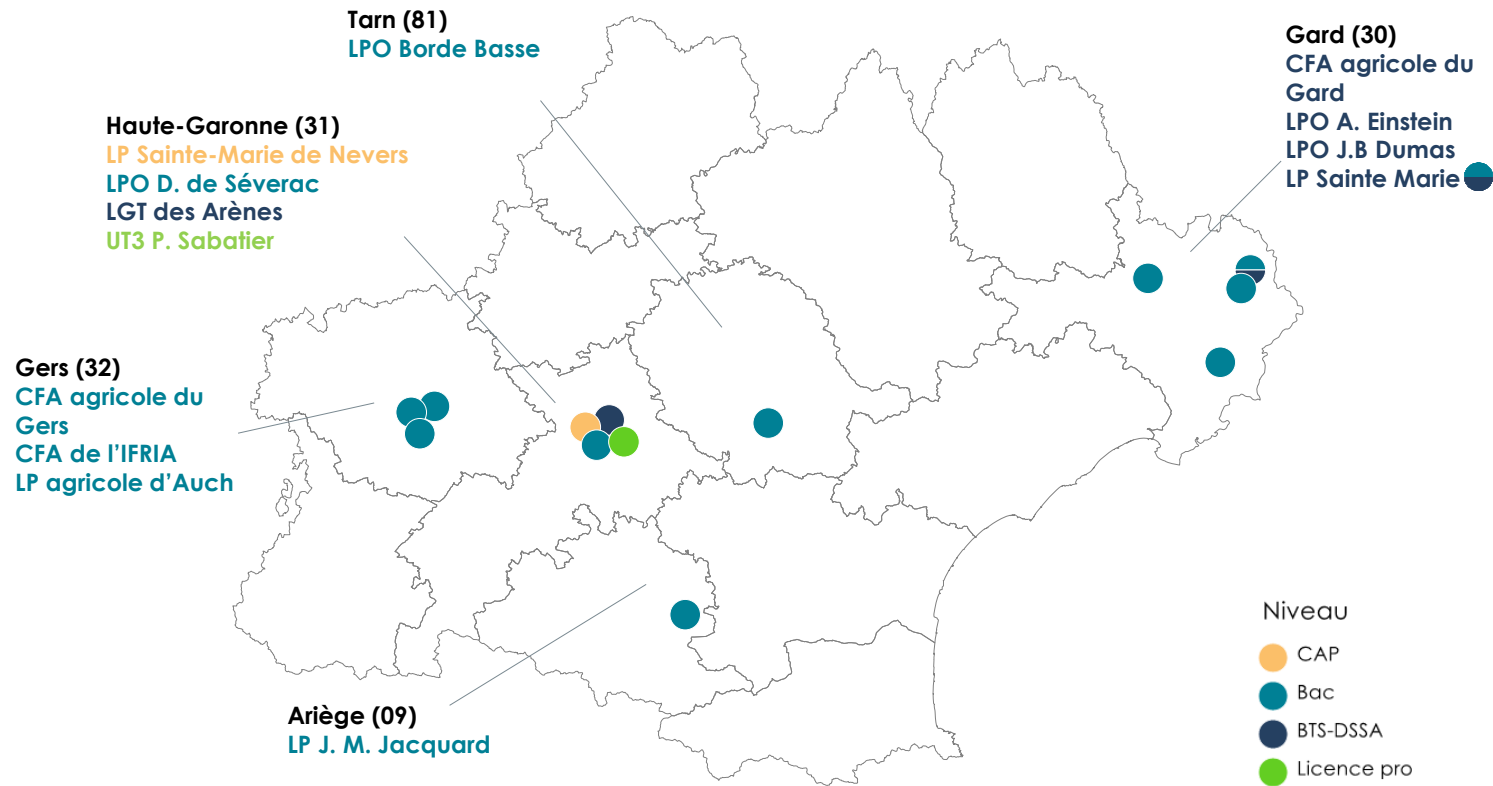 Tarn (81)
LPO Borde Basse
Gard (30)
CFA agricole du
Gard
LPO A. Einstein
LPO J.B Dumas
LP Sainte Marie
Haute-Garonne (31)
LP Sainte-Marie de Nevers
LPO D. de Séverac
LGT des Arènes
UT3 P. Sabatier
Gers (32)
CFA agricole du
Gers
CFA de l’IFRIA
LP agricole d’Auch
Ariège (09)
LP J. M. Jacquard
Niveau
CAP
Bac
BTS-DSSA
Licence pro